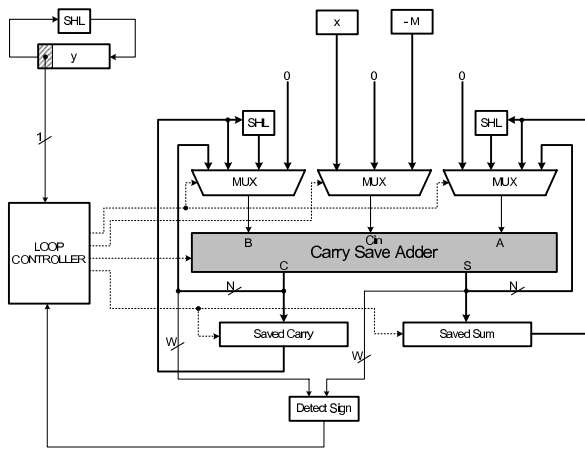 SHL
y
x
- M
0
0
0
SHL
SHL
1
MUX
MUX
MUX
LOOP
CONTROLLER
B
Cin
A
Carry Save Adder
C
S
N
N
Saved Carry
Saved Sum
W
W
Detect Sign